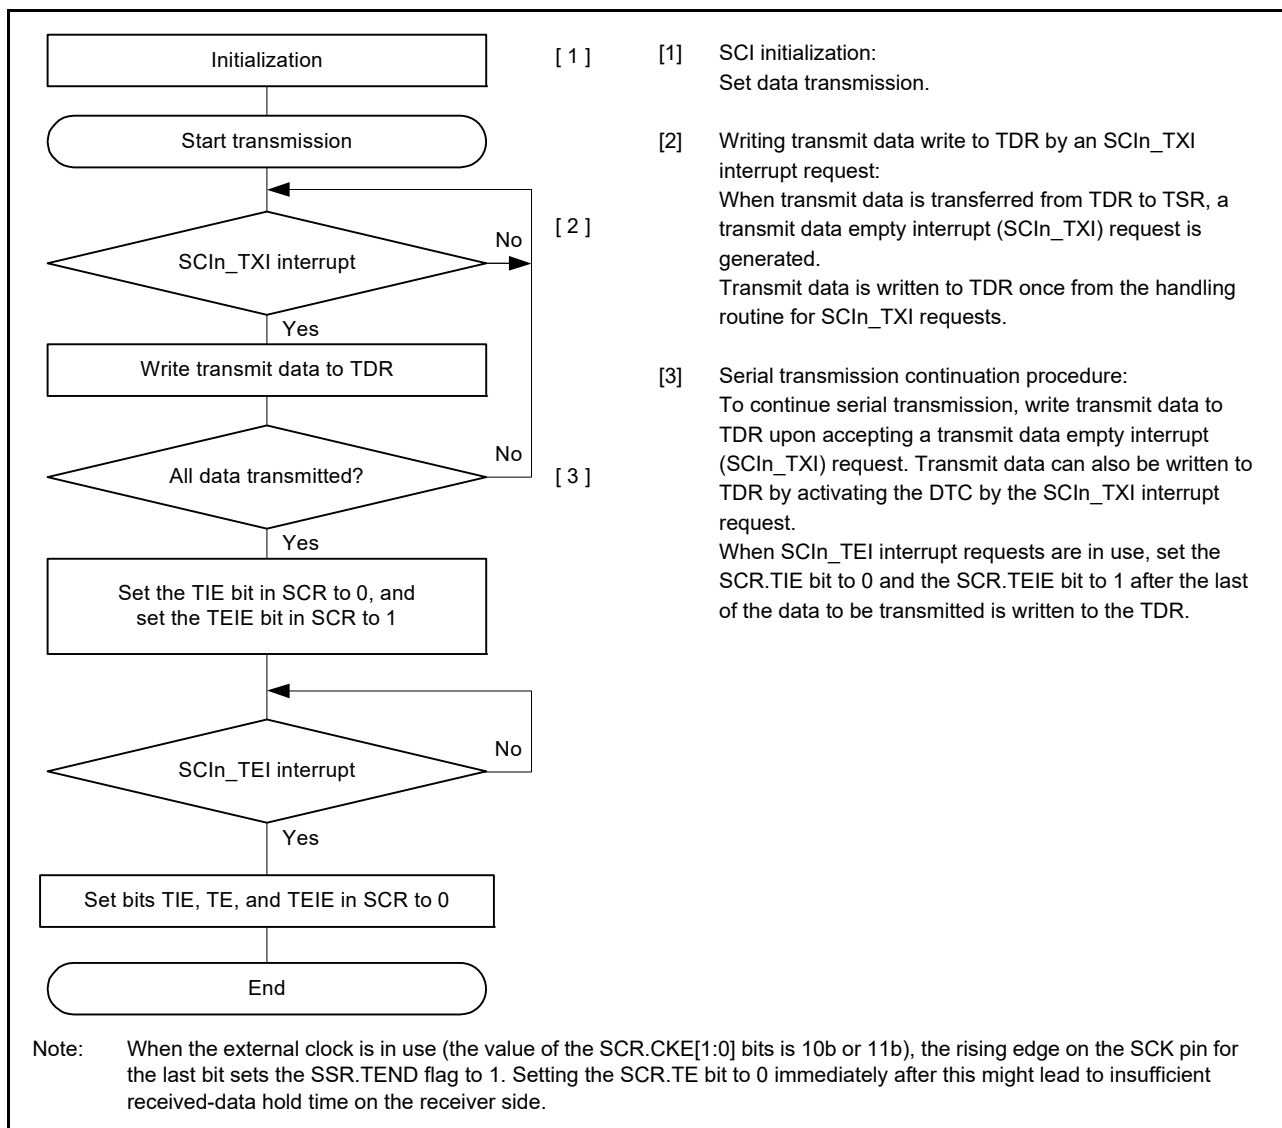 Initialization
[ 1 ]
Start transmission
[ 2 ]
SCIn_TXI interrupt
No
Yes
Write transmit data to TDR
All data transmitted?
No
[ 3 ]
Yes
Set the TIE bit in SCR to 0, and
set the TEIE bit in SCR to 1
SCIn_TEI interrupt
No
Yes
Set bits TIE, TE, and TEIE in SCR to 0
End
[1] SCI initialization:
Set data transmission.
[2] Writing transmit data write to TDR by an SCIn_TXI
interrupt request:
When transmit data is transferred from TDR to TSR, a
transmit data empty interrupt (SCIn_TXI) request is
generated.
Transmit data is written to TDR once from the handling
routine for SCIn_TXI requests.
[3] Serial transmission continuation procedure:
To continue serial transmission, write transmit data to
TDR upon accepting a transmit data empty interrupt
(SCIn_TXI) request. Transmit data can also be written to
TDR by activating the DTC by the SCIn_TXI interrupt
request.
When SCIn_TEI interrupt requests are in use, set the
SCR.TIE bit to 0 and the SCR.TEIE bit to 1 after the last
of the data to be transmitted is written to the TDR.
Note: When the external clock is in use (the value of the SCR.CKE[1:0] bits is 10b or 11b), the rising edge on the SCK pin for
the last bit sets the SSR.TEND flag to 1. Setting the SCR.TE bit to 0 immediately after this might lead to insufficient
received-data hold time on the receiver side.